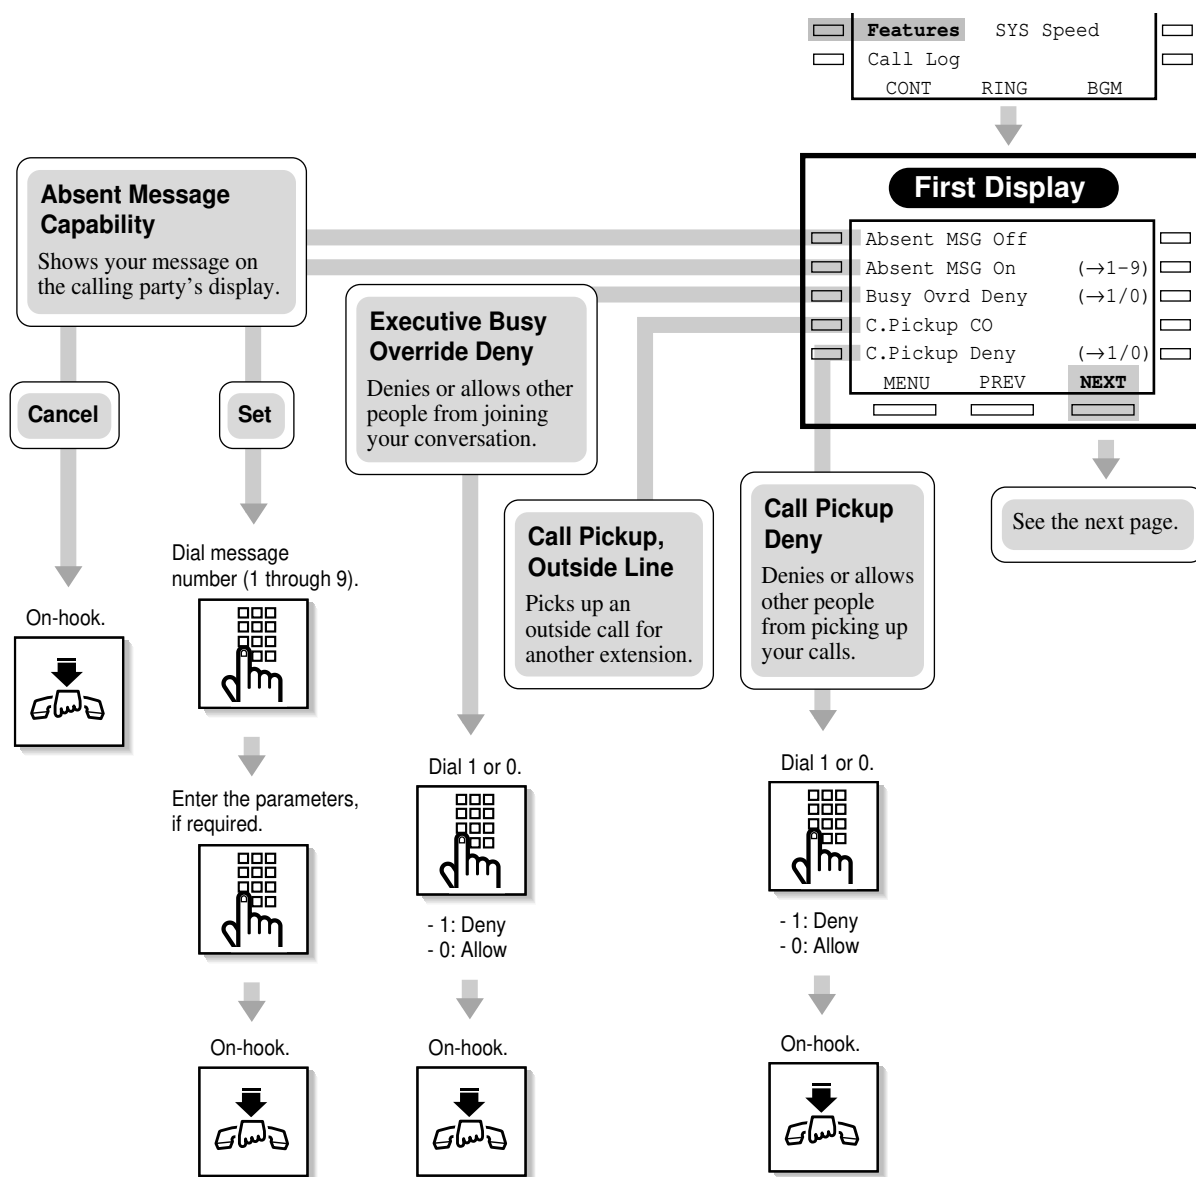 Features SYS Speed
Call Log
CONT RING BGM
First Display
Absent MSG Off
Absent MSG On (→1-9)
Busy Ovrd Deny (→1/0)
C.Pickup CO
C.Pickup Deny (→1/0)
MENU PREV NEXT
See the next page.
Absent Message
Capability
Shows your message on
the calling party's display.
Cancel
On-hook.
Set
Dial message
number (1 through 9).
Enter the parameters,
if required.
On-hook.
Executive Busy
Override Deny
Denies or allows other
people from joining
your conversation.
Dial 1 or 0.
- 1: Deny
- 0: Allow
On-hook.
Call Pickup,
Outside Line
Picks up an
outside call for
another extension.
Call Pickup
Deny
Denies or allows
other people
from picking up
your calls.
Dial 1 or 0.
- 1: Deny
- 0: Allow
On-hook.